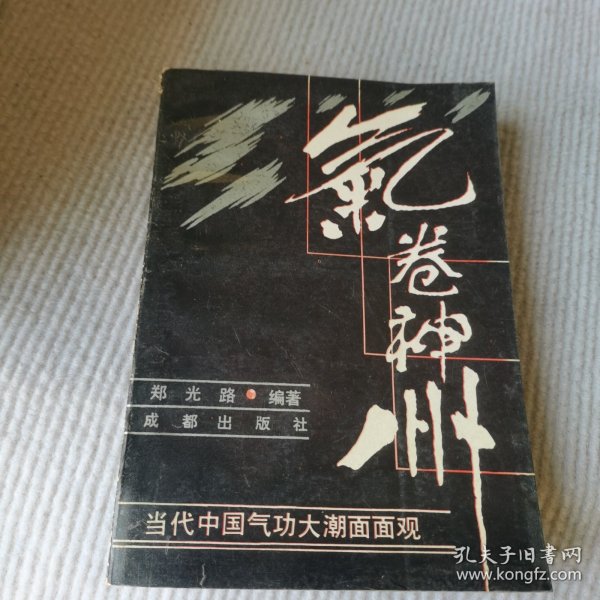 氣卷神州
郑光路·编著
成都出版社
当代中国气功大潮面面观
孔夫子旧书网
www.kongfz.com